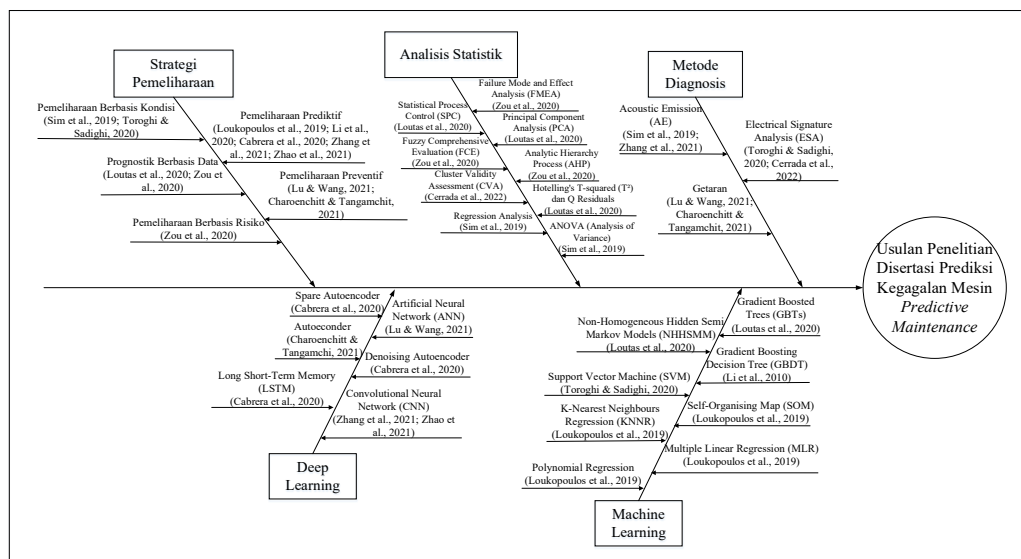 Strategi
Pemeliharaan
Pemeliharaan Berbasis Kondisi
(Sim et al., 2019; Toroghi &
Sadighi, 2020)
Pemeliharaan Prediktif
(Loukopoulos et al., 2019; Li et al.,
2020; Cabrera et al., 2020; Zhang
et al., 2021; Zhao et al., 2021)
Prognostik Berbasis Data
(Loutas et al., 2020; Zou et
al., 2020)
Pemeliharaan Preventif
(Lu & Wang, 2021;
Charoenchitt & Tangamchit,
2021)
Pemeliharaan Berbasis Risiko
(Zou et al., 2020)
Analisis Statistik
Failure Mode and Effect
Analysis (FMEA)
(Zou et al., 2020)
Statistical Process
Control (SPC)
(Loutas et al., 2020)
Principal Component
Analysis (PCA)
(Loutas et al., 2020)
Fuzzy Comprehensive
Evaluation (FCE)
(Zou et al., 2020)
Analytic Hierarchy
Process (AHP)
(Zou et al., 2020)
Cluster Validity
Assessment (CVA)
(Cerrada et al., 2022)
Hotelling's T-squared (T²)
dan Q Residuals
(Loutas et al., 2020)
Regression Analysis
(Sim et al., 2019)
ANOVA (Analysis of
Variance)
(Sim et al., 2019)
Metode
Diagnosis
Acoustic Emission
(AE)
(Sim et al., 2019;
Zhang et al., 2021)
Electrical Signature
Analysis (ESA)
(Toroghi & Sadighi,
2020; Cerrada et al.,
2022)
Getaran
(Lu & Wang, 2021;
Charoenchitt &
Tangamchit, 2021)
Usulan Penelitian
Disertasi Prediksi
Kegagalan Mesin
Predictive
Maintenance
Spare Autoencoder
(Cabrera et al., 2020)
Artificial Neural
Network (ANN)
(Lu & Wang, 2021)
Autoeconder
(Charoenchitt &
Tangamchi, 2021)
Denoising Autoencoder
(Cabrera et al., 2020)
Long Short-Term Memory
(LSTM)
(Cabrera et al., 2020)
Convolutional Neural
Network (CNN)
(Zhang et al., 2021; Zhao et
al., 2021)
Deep
Learning
Gradient Boosted
Trees (GBTs)
(Loutas et al., 2020)
Non-Homogeneous Hidden Semi
Markov Models (NHHSMM)
(Loutas et al., 2020)
Gradient Boosting
Decision Tree (GBDT)
(Li et al., 2010)
Support Vector Machine (SVM)
(Toroghi & Sadighi, 2020)
Self-Organising Map (SOM)
(Loukopoulos et al., 2019)
K-Nearest Neighbours
Regression (KNNR)
(Loukopoulos et al., 2019)
Multiple Linear Regression (MLR)
(Loukopoulos et al., 2019)
Polynomial Regression
(Loukopoulos et al., 2019)
Machine
Learning